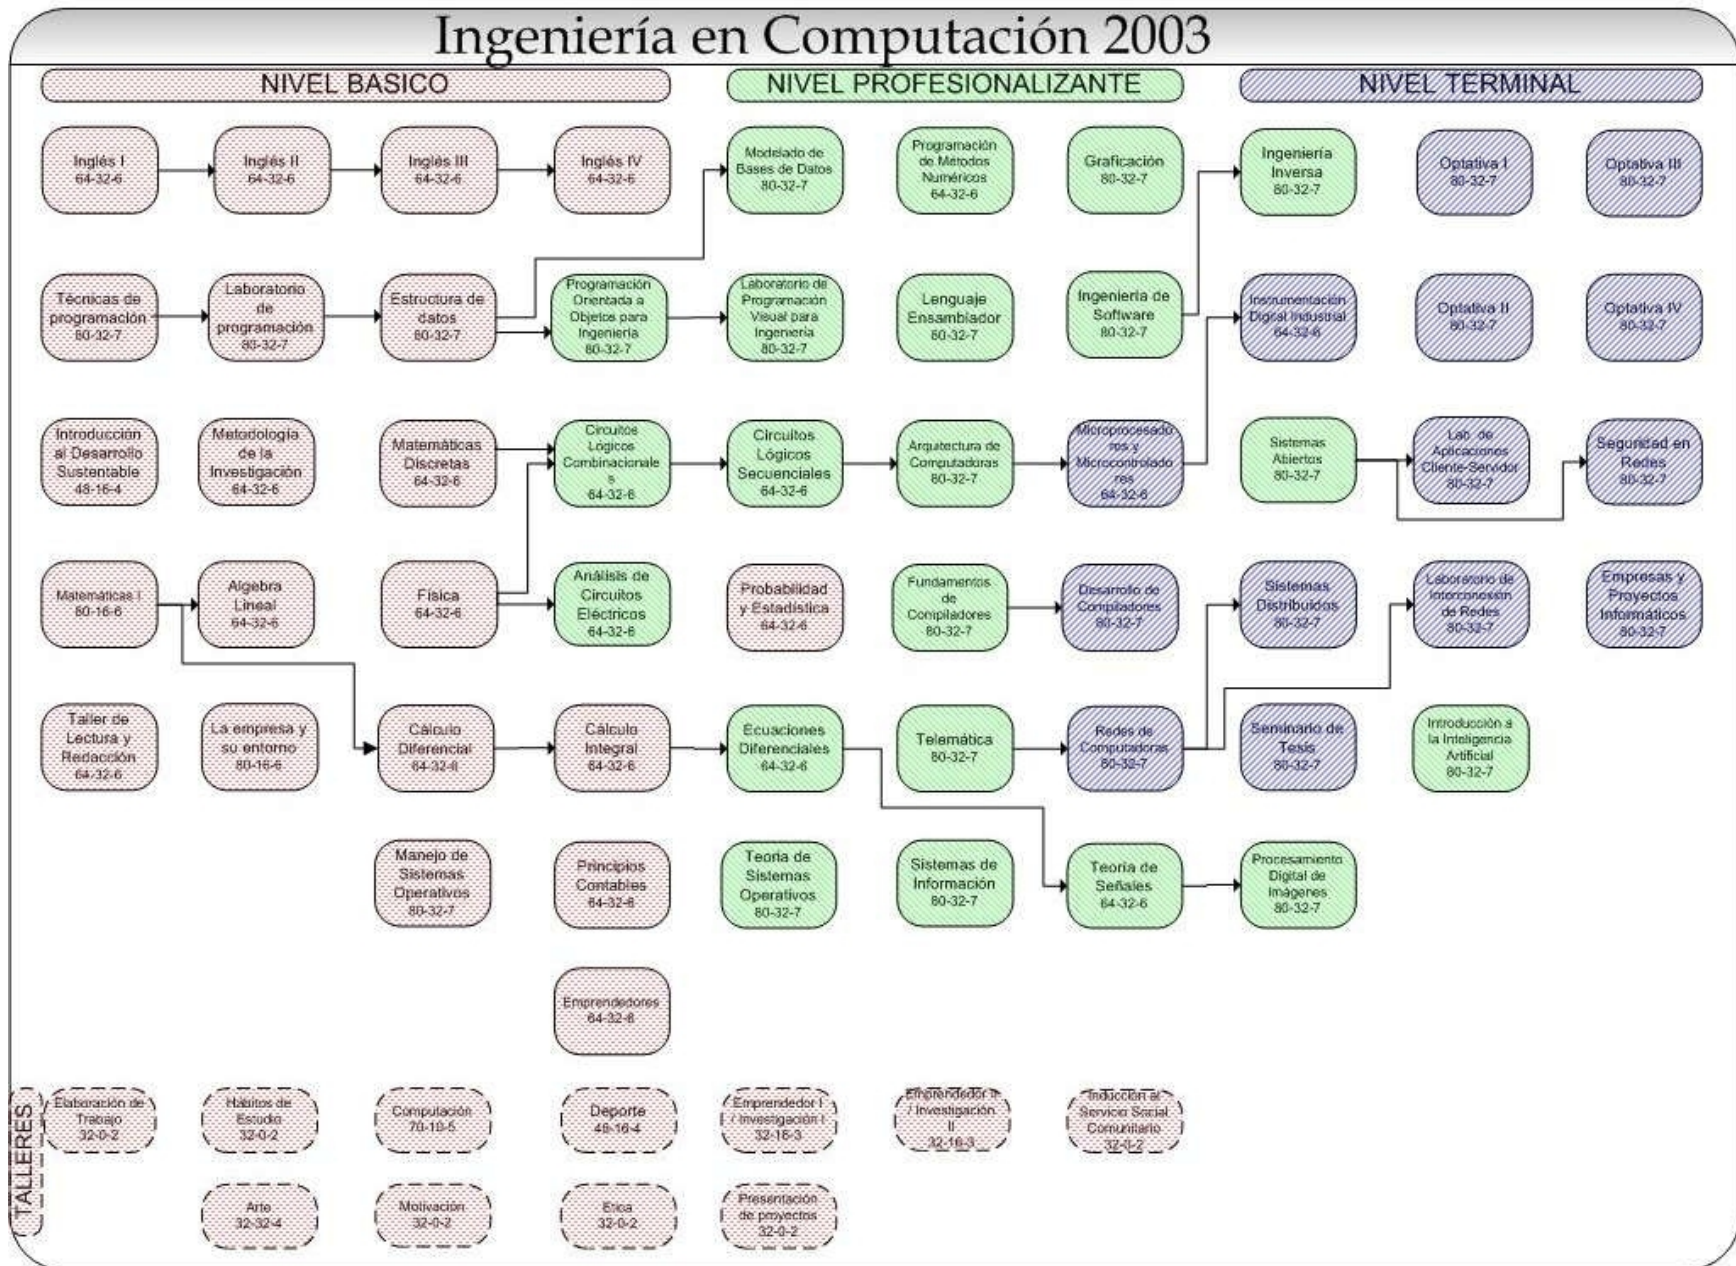 Ingeniería en Computación 2003
NIVEL BASICO
NIVEL PROFESIONALIZANTE
NIVEL TERMINAL
Inglés I
64-32-6
Inglés II
64-32-6
Inglés III
64-32-6
Inglés IV
64-32-6
Modelado de
Bases de Datos
80-32-7
Programación
de Métodos
Numéricos
64-32-6
Graficación
80-32-7
Ingeniería
Inversa
80-32-7
Optativa I
80-32-7
Optativa III
80-32-7
Técnicas de
programación
80-32-7
Laboratorio
de
programación
80-32-7
Estructura de
datos
80-32-7
Programación
Orientada a
Objetos para
Ingeniería
80-32-7
Laboratorio de
Programación
Visual para
Ingeniería
80-32-7
Lenguaje
Ensamblador
80-32-7
Ingeniería de
Software
80-32-7
Instrumentación
Digital Industrial
64-32-6
Optativa II
80-32-7
Optativa IV
80-32-7
Introducción
al Desarrollo
Sustentable
48-16-4
Metodología
de la
Investigación
64-32-6
Matemáticas
Discretas
64-32-6
Circuitos
Lógicos
Combinacionale
s
64-32-6
Circuitos
Lógicos
Secuenciales
64-32-6
Arquitectura de
Computadoras
80-32-7
Microprocesado
res y
Microcontrolado
res
64-32-6
Sistemas
Abiertos
80-32-7
Lab. de
Aplicaciones
Cliente-Servidor
80-32-7
Seguridad en
Redes
80-32-7
Matemáticas I
80-16-6
Algebra
Lineal
64-32-6
Física
64-32-6
Análisis de
Circuitos
Eléctricos
64-32-6
Probabilidad
y Estadística
64-32-6
Fundamentos
de
Compiladores
80-32-7
Desarrollo de
Compiladores
80-32-7
Sistemas
Distribuidos
80-32-7
Laboratorio de
Interconexión
de Redes
80-32-7
Empresas y
Proyectos
Informáticos
80-32-7
Taller de
Lectura y
Redacción
64-32-6
La empresa y
su entorno
80-16-6
Cálculo
Diferencial
64-32-6
Cálculo
Integral
64-32-6
Ecuaciones
Diferenciales
64-32-6
Telemática
80-32-7
Redes de
Computadoras
80-32-7
Seminario de
Tesis
80-32-7
Introducción a
la Inteligencia
Artificial
80-32-7
Manejo de
Sistemas
Operativos
80-32-7
Principios
Contables
64-32-6
Teoría de
Sistemas
Operativos
80-32-7
Sistemas de
Información
80-32-7
Teoría de
Señales
64-32-6
Procesamiento
Digital de
Imágenes
80-32-7
Emprendedores
64-32-6
TALLERES
Elaboración de
Trabajo
32-0-2
Hábitos de
Estudio
32-0-2
Computación
70-10-5
Deporte
48-16-4
Emprendedor I
/ Investigación I
32-16-3
Emprendedor II
/ Investigación
II
32-16-3
Inducción al
Servicio Social
Comunitario
32-0-2
Arte
32-32-4
Motivación
32-0-2
Etica
32-0-2
Presentación
de proyectos
32-0-2